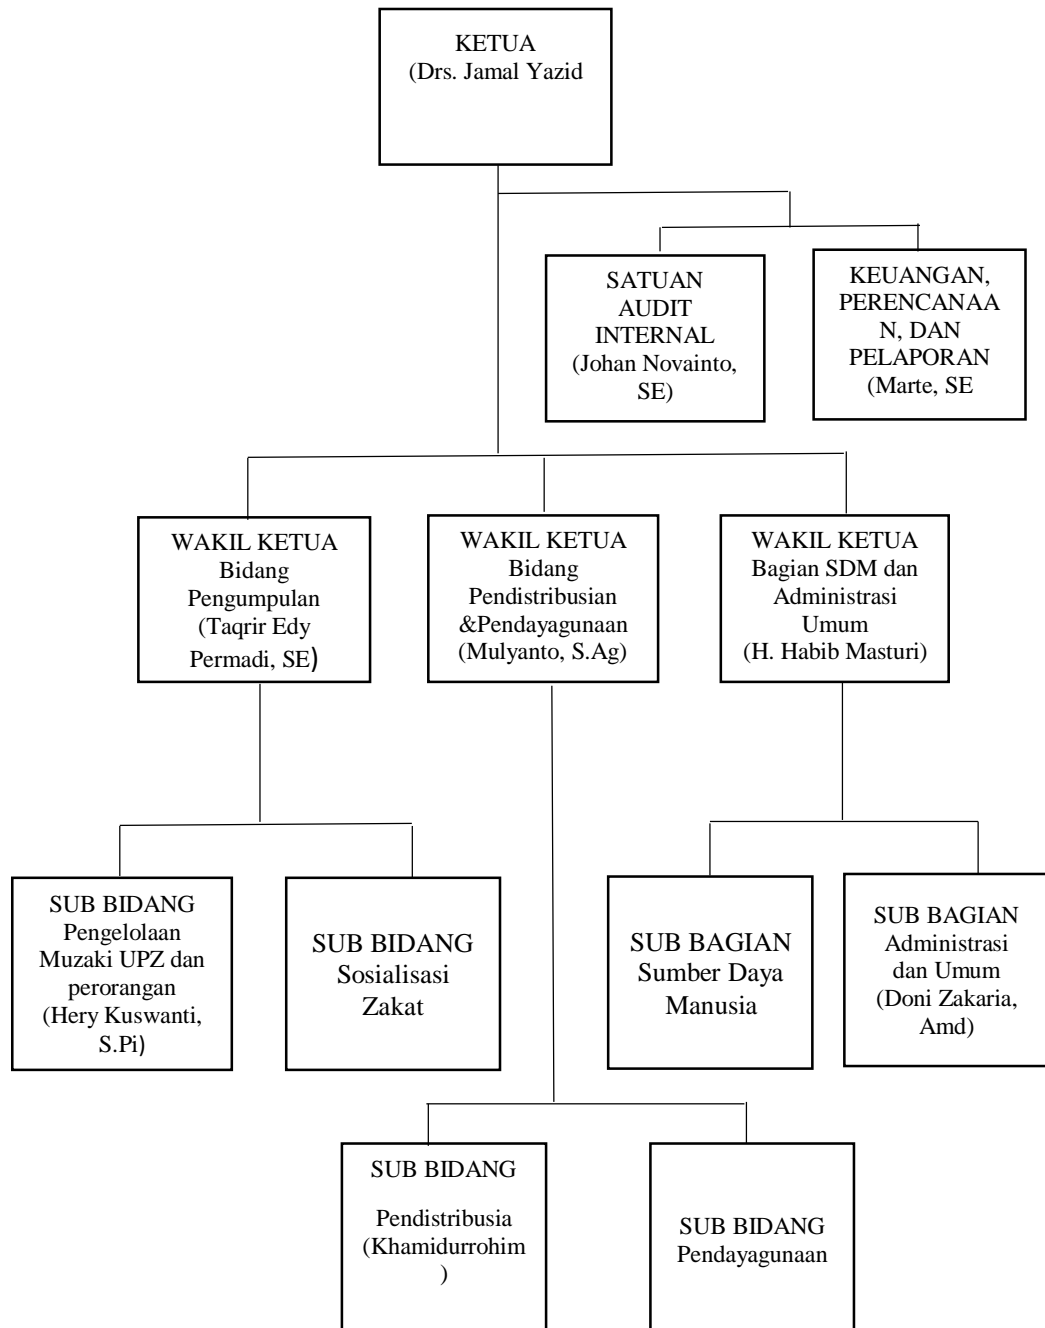 KETUA
(Drs. Jamal Yazid
SATUAN
AUDIT
INTERNAL
(Johan Novainto,
SE)
KEUANGAN,
PERENCANAA
N, DAN
PELAPORAN
(Marte, SE
WAKIL KETUA
Bidang
Pengumpulan
(Taqrir Edy
Permadi, SE)
WAKIL KETUA
Bidang
Pendistribusian
&Pendayagunaan
(Mulyanto, S.Ag)
WAKIL KETUA
Bagian SDM dan
Administrasi
Umum
(H. Habib Masturi)
SUB BIDANG
Pengelolaan
Muzaki UPZ dan
perorangan
(Hery Kuswanti,
S.Pi)
SUB BIDANG
Sosialisasi
Zakat
SUB BAGIAN
Sumber Daya
Manusia
SUB BAGIAN
Administrasi
dan Umum
(Doni Zakaria,
Amd)
SUB BIDANG
Pendistribusia
(Khamidurrohim
)
SUB BIDANG
Pendayagunaan